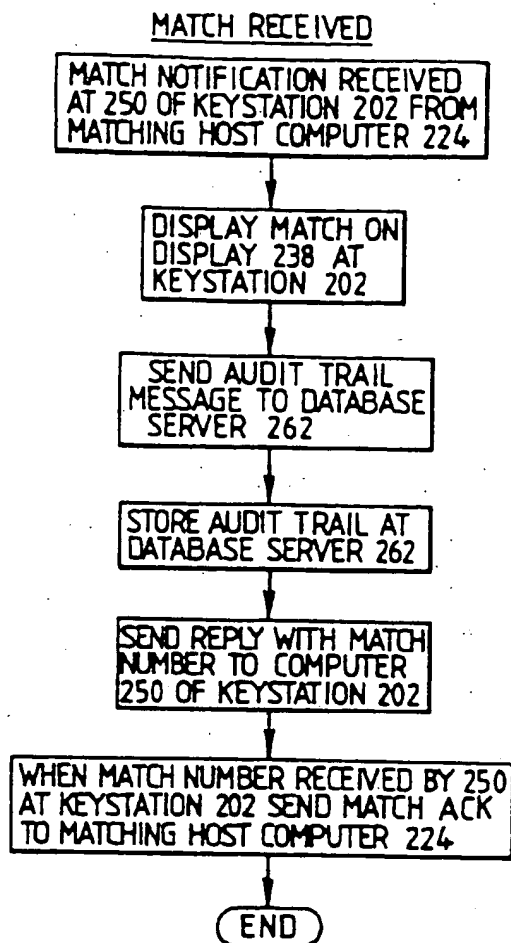 MATCH RECEIVED
MATCH NOTIFICATION RECEIVED
AT 250 OF KEYSTATION 202 FROM
MATCHING HOST COMPUTER 224
DISPLAY MATCH ON
DISPLAY 238 AT
KEYSTATION 202
SEND AUDIT TRAIL
MESSAGE TO DATABASE
SERVER 262
STORE AUDIT TRAIL AT
DATABASE SERVER 262
SEND REPLY WITH MATCH
NUMBER TO COMPUTER
250 OF KEYSTATION 202
WHEN MATCH NUMBER RECEIVED BY 250
AT KEYSTATION 202 SEND MATCH ACK
TO MATCHING HOST COMPUTER 224
END